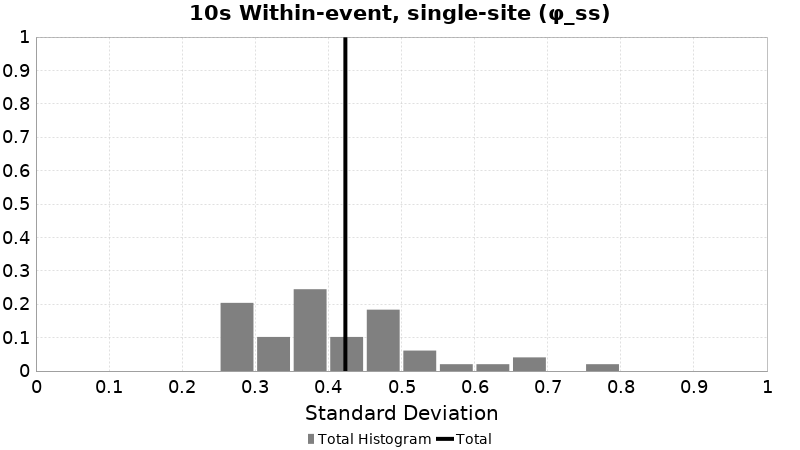 10s Within-event, single-site (φ_ss)
1
0.9
0.8
0.7
0.6
0.5
0.4
0.3
0.2
0.1
0
0 0.1 0.2 0.3 0.4 0.5 0.6 0.7 0.8 0.9 1
Standard Deviation
Total Histogram Total